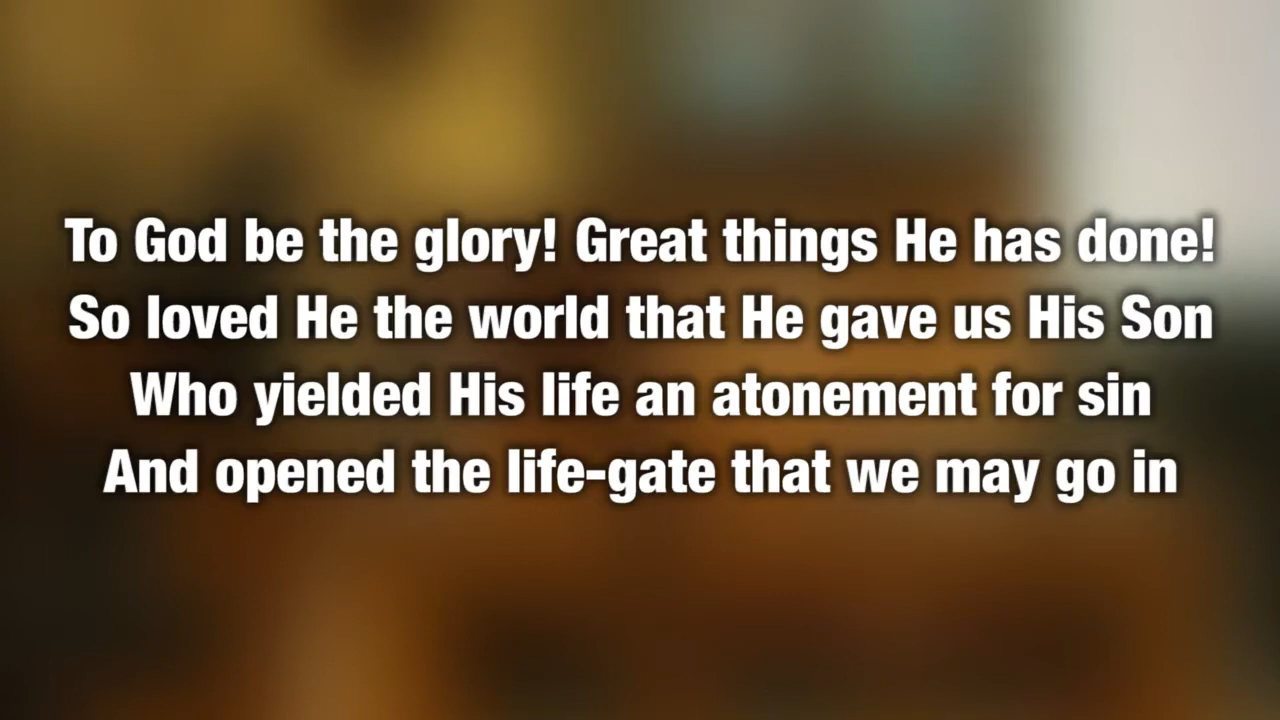 To God be the glory! Great things He has done!
So loved He the world that He gave us His Son
Who yielded His life an atonement for sin
And opened the life-gate that we may go in